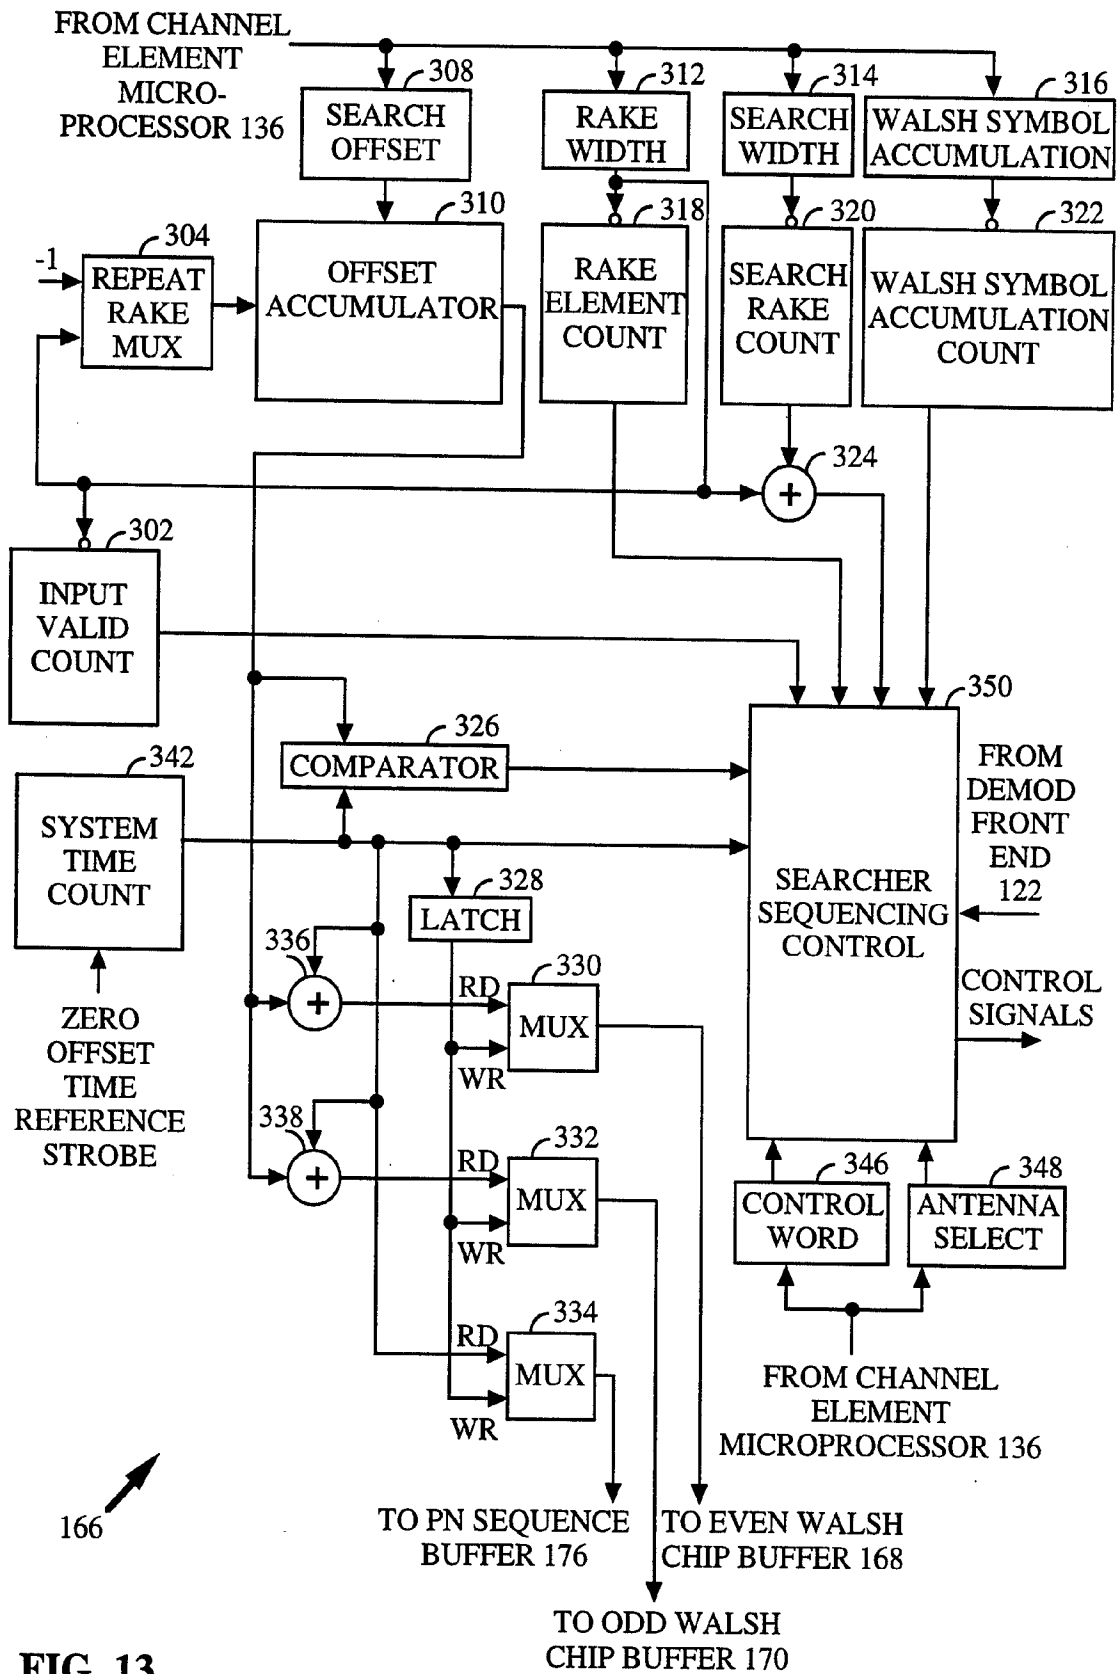 FROM CHANNEL
ELEMENT
MICRO-
PROCESSOR 136
308
SEARCH
OFFSET
312
RAKE
WIDTH
314
SEARCH
WIDTH
316
WALSH SYMBOL
ACCUMULATION
304
-1
REPEAT
RAKE
MUX
310
OFFSET
ACCUMULATOR
318
RAKE
ELEMENT
COUNT
320
SEARCH
RAKE
COUNT
322
WALSH SYMBOL
ACCUMULATION
COUNT
324
+
302
INPUT
VALID
COUNT
342
SYSTEM
TIME
COUNT
326
COMPARATOR
350
SEARCHER
SEQUENCING
CONTROL
FROM
DEMOD
FRONT
END
122
CONTROL
SIGNALS
328
LATCH
336
+
RD
330
MUX
WR
ZERO
OFFSET
TIME
REFERENCE
STROBE
338
+
RD
332
MUX
WR
346
CONTROL
WORD
348
ANTENNA
SELECT
334
RD
MUX
WR
FROM CHANNEL
ELEMENT
MICROPROCESSOR 136
166
TO PN SEQUENCE
BUFFER 176
TO EVEN WALSH
CHIP BUFFER 168
TO ODD WALSH
CHIP BUFFER 170
FIG. 13